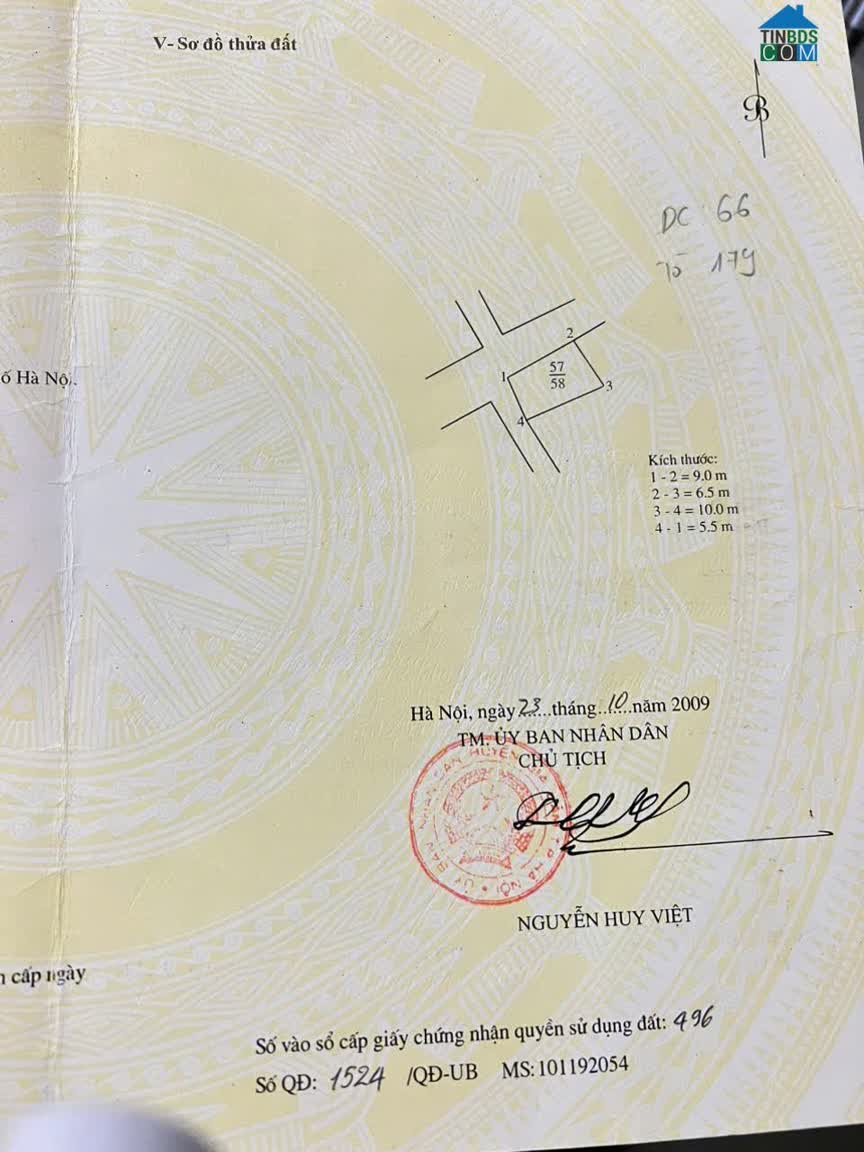 V- Sơ đồ thửa đất
TINBDS
COM
B
DC 66
Tờ 179
ố Hà Nội.
2
1
57
58
3
4
Kích thước:
1 - 2 = 9.0 m
2 - 3 = 6.5 m
3 - 4 = 10.0 m
4 - 1 = 5.5 m
Hà Nội, ngày 23 tháng 10 năm 2009
TM. ỦY BAN NHÂN DÂN
CHỦ TỊCH
NGUYỄN HUY VIỆT
n cấp ngày
Số vào sổ cấp giấy chứng nhận quyền sử dụng đất: 496
Số QĐ: 1524 /QĐ-UB MS: 101192054